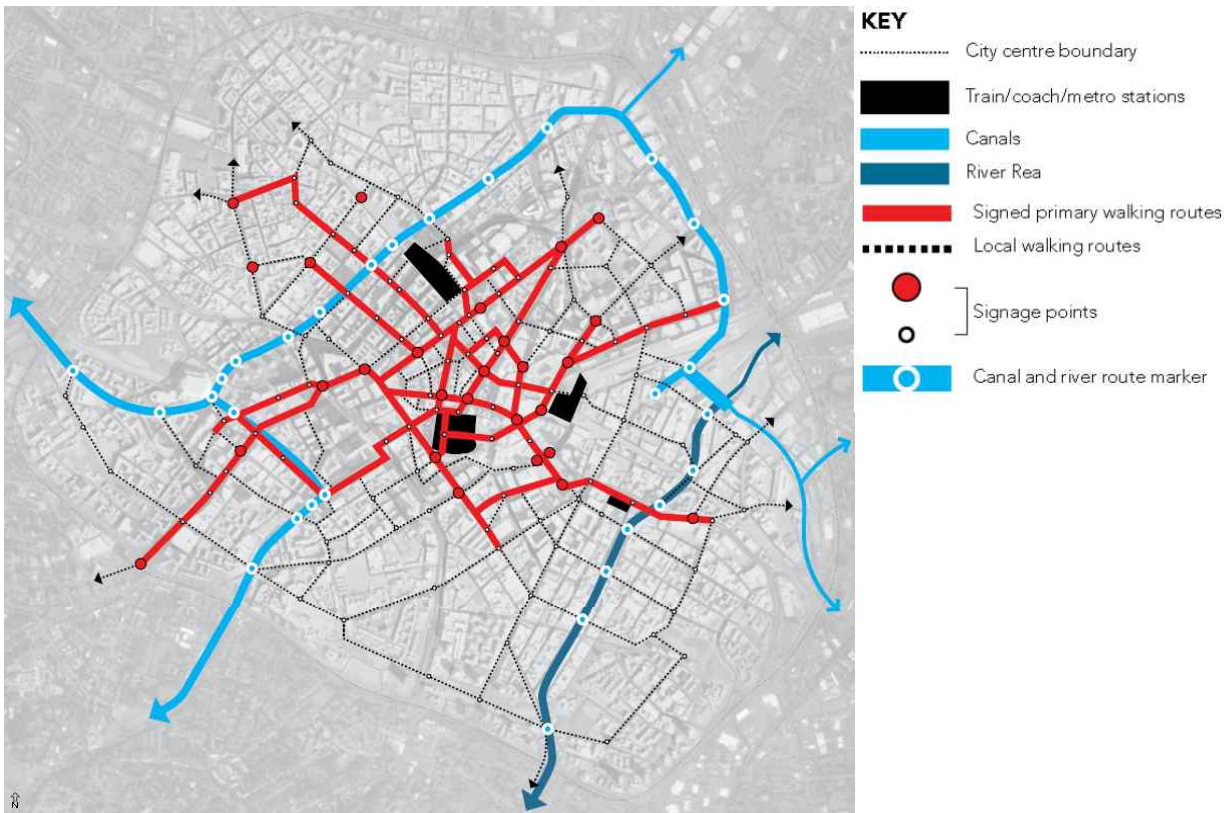 KEY
City centre boundary
Train/coach/metro stations
Canals
River Rea
Signed primary walking routes
Local walking routes
Signage points
Canal and river route marker
N